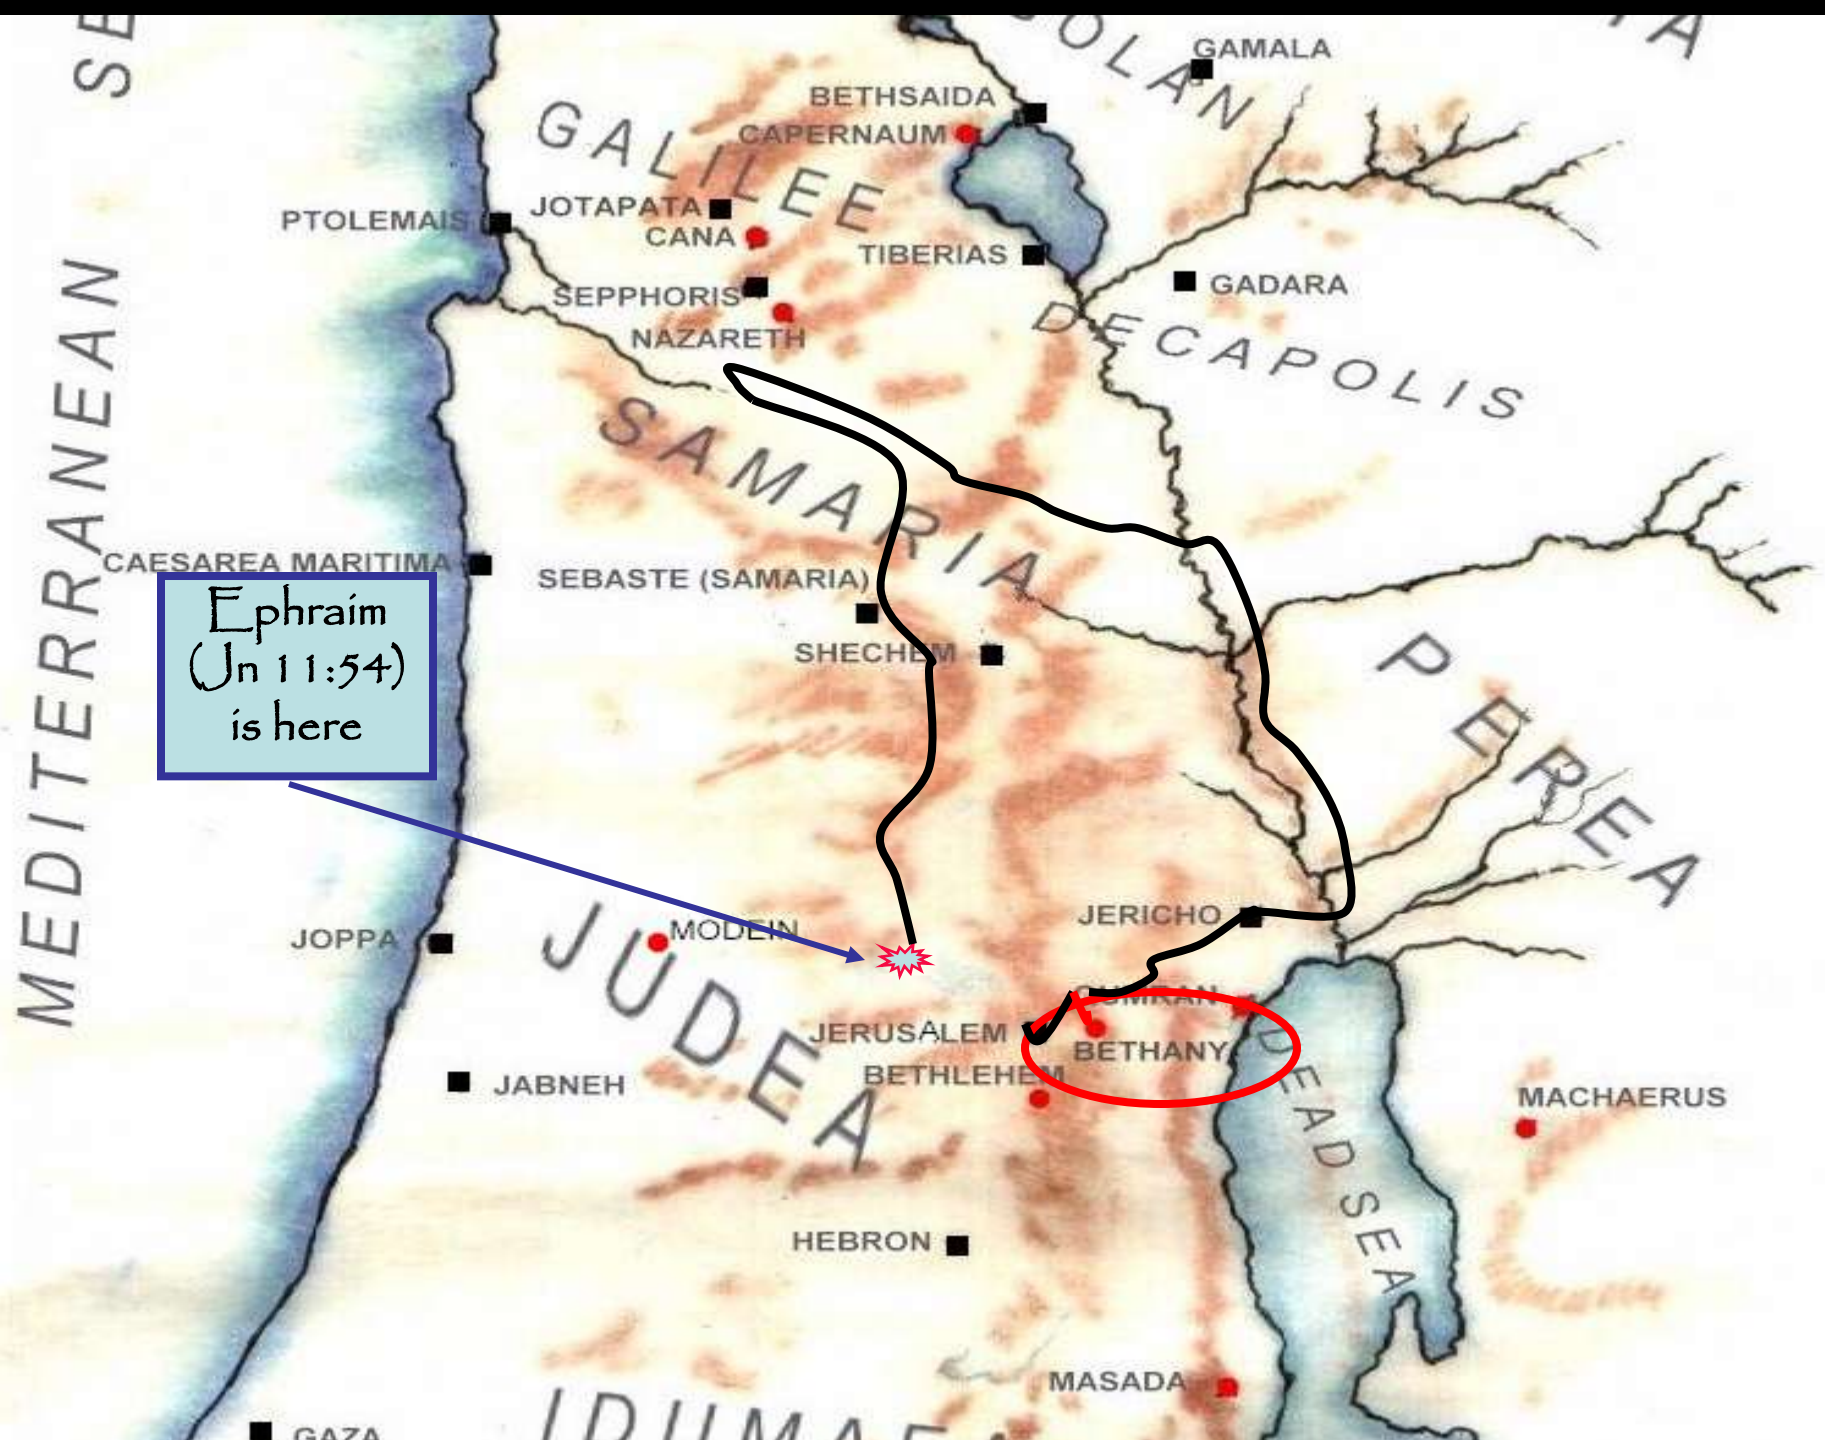 GAMALA
BETHSAIDA
CAPERNAUM
GALILEE
PTOLEMAIS
JOTAPATA
CANA
TIBERIAS
SEPPHORIS
GADARA
NAZARETH
DECAPOLIS
SAMARIA
MEDITERRANEAN SE
CAESAREA MARITIMA
SEBASTE (SAMARIA)
Ephraim
(Jn 11:54)
is here
SHECHEM
PEREA
JERICHO
MODEIN
JOPPA
JUDEA
QUMRAN
JERUSALEM
BETHANY
BETHLEHEM
JABNEH
DEAD SEA
MACHAERUS
HEBRON
MASADA
GAZA